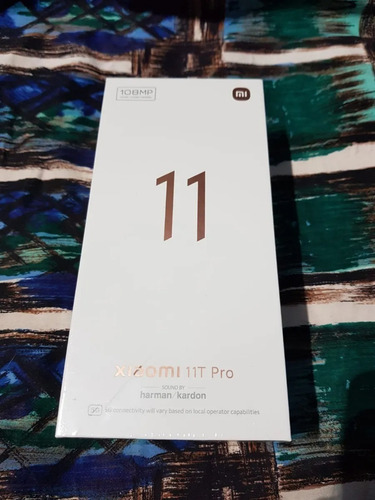 108MP
mi
11
xiaomi 11T Pro
SOUND BY
harman/kardon
5G connectivity will vary based on local operator capabilities